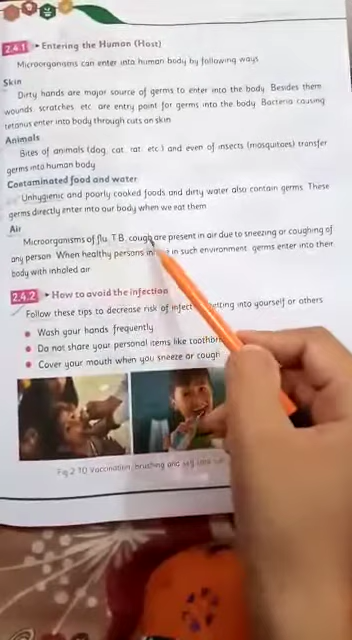 2.4.1 Entering the Human (Host)
Microorganisms can enter into human body by following ways
Skin
Dirty hands are major source of germs to enter into the body. Besides them
wounds, scratches etc. are entry point for germs into the body. Bacteria causing
tetanus enter into body through cuts on skin
Animals
Bites of animals (dog, cat, rat, etc.) and even of insects (mosquitoes) transfer
germs into human body
Contaminated food and water
Unhygienic and poorly cooked foods and dirty water also contain germs. These
germs directly enter into our body when we eat them
Air
Microorganisms of flu, T.B, cough are present in air due to sneezing or coughing of
any person. When healthy persons in such environment, germs enter into their
body with inhaled air
2.4.2 How to avoid the infection
Follow these tips to decrease risk of getting into yourself or others
Wash your hands frequently
Do not share your personal items like
Cover your mouth when you sneeze or cough
Fig 2.10 Vaccination, brushing and